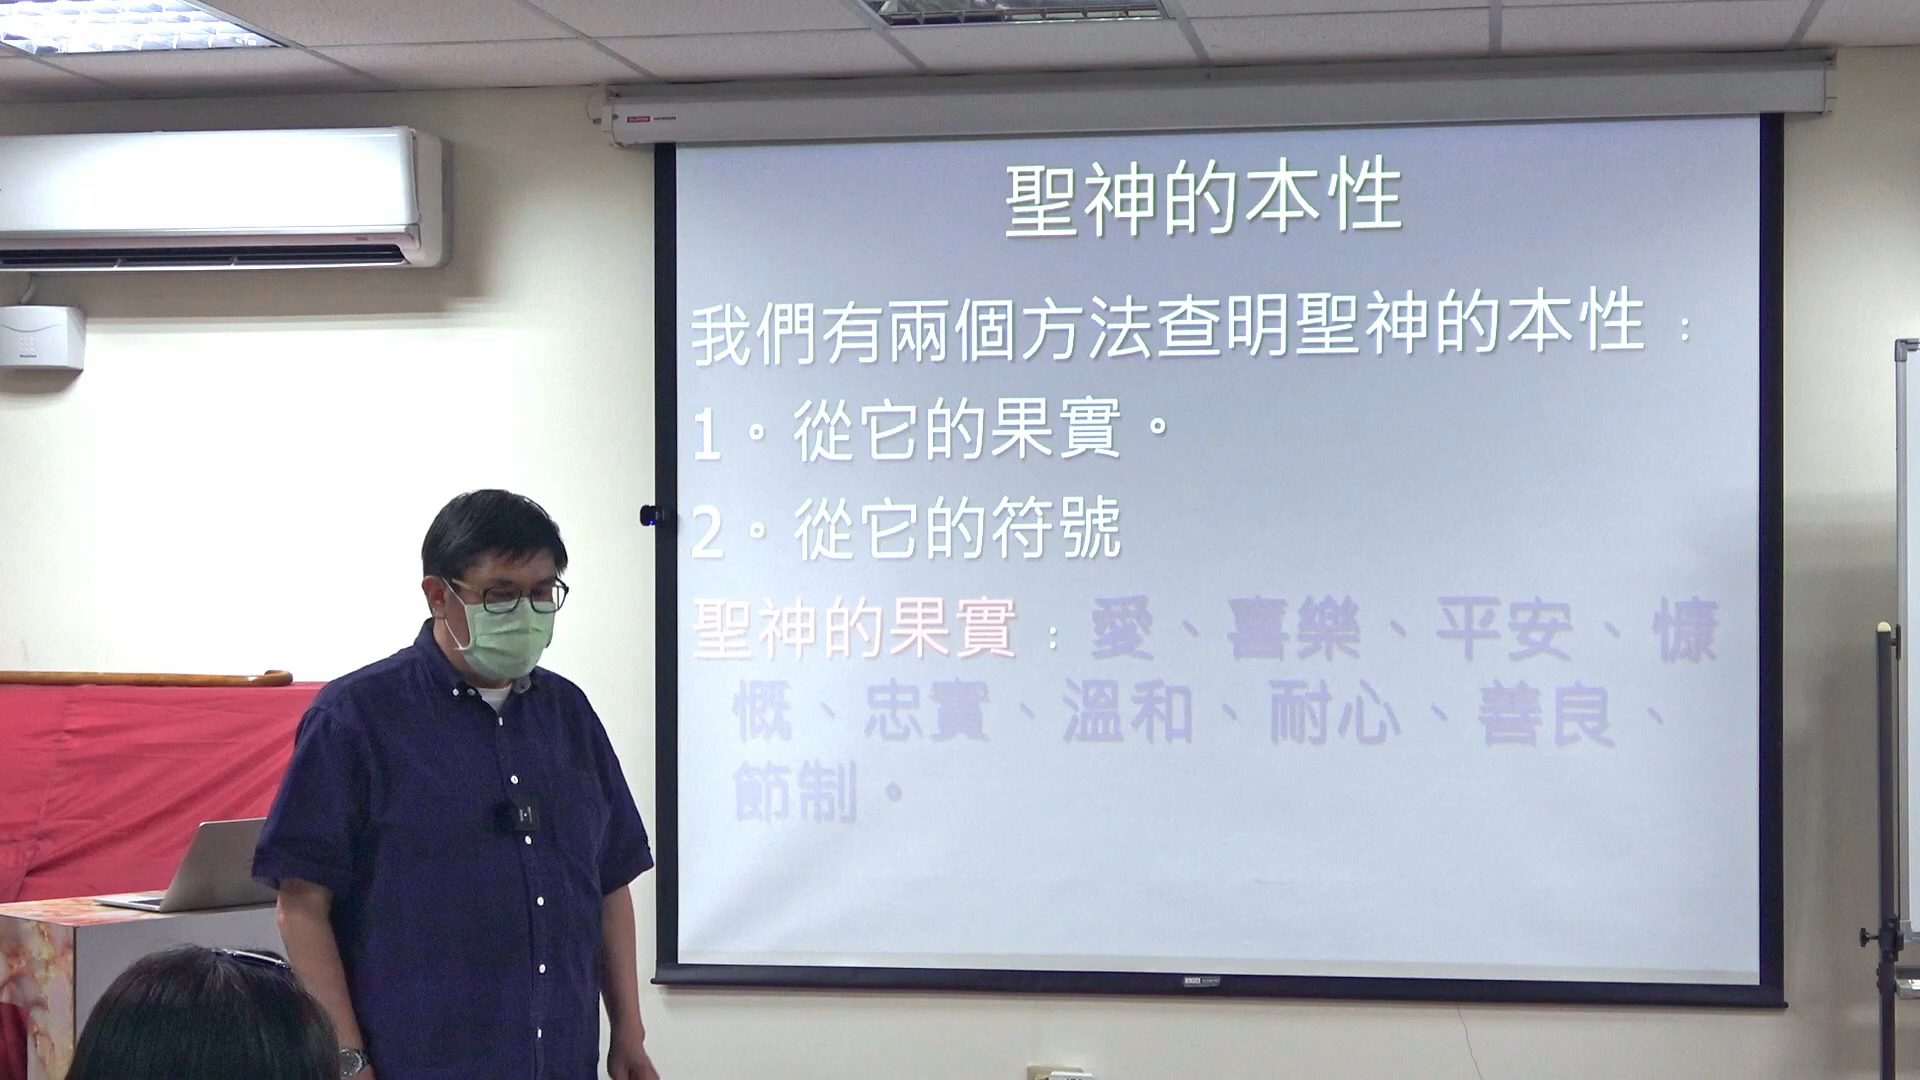 聖神的本性
我們有兩個方法查明聖神的本性：
1。從它的果實。
2。從它的符號
聖神的果實：愛、喜樂、平安、慷
慨、忠實、溫和、耐心、善良、
節制。